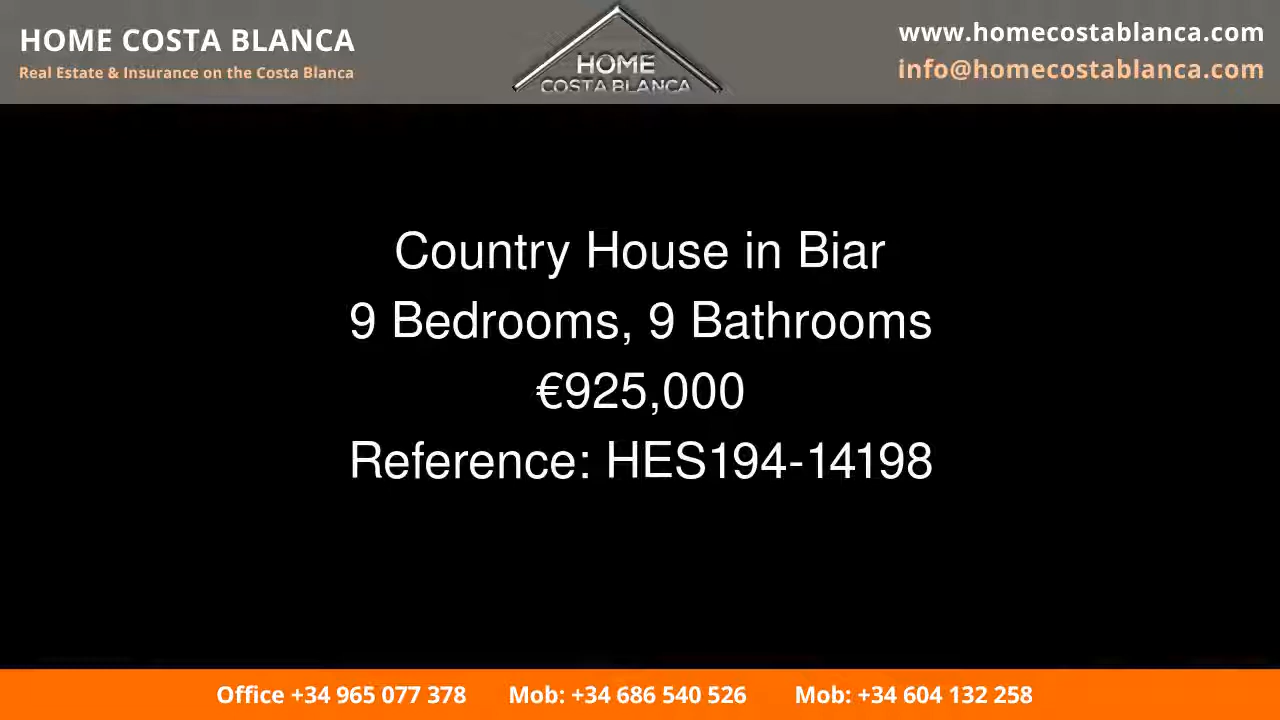 HOME COSTA BLANCA
Real Estate & Insurance on the Costa Blanca
HOME
COSTA BLANCA
www.homecostablanca.com
info@homecostablanca.com
Country House in Biar
9 Bedrooms, 9 Bathrooms
€925,000
Reference: HES194-14198
Office +34 965 077 378 Mob: +34 686 540 526 Mob: +34 604 132 258